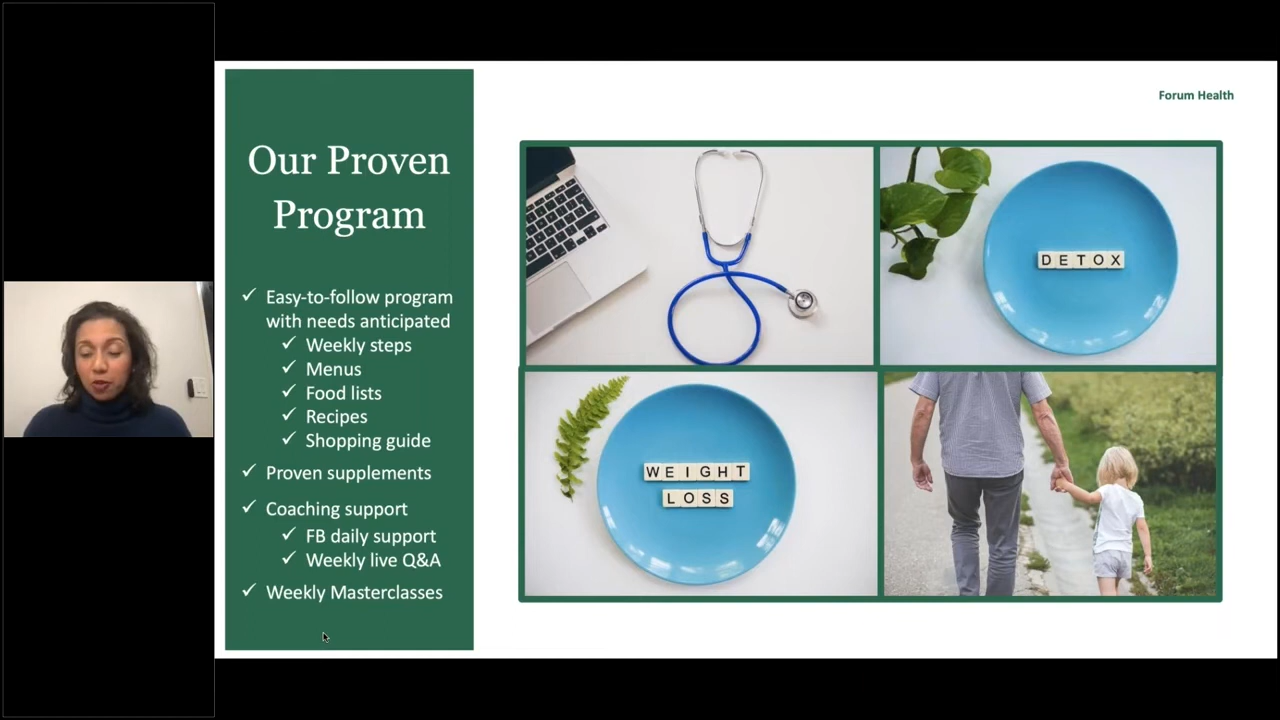 Forum Health
Our Proven
Program
✓ Easy-to-follow program
with needs anticipated
✓ Weekly steps
✓ Menus
✓ Food lists
✓ Recipes
✓ Shopping guide
✓ Proven supplements
✓ Coaching support
✓ FB daily support
✓ Weekly live Q&A
✓ Weekly Masterclasses
DETOX
WEIGHT
LOSS